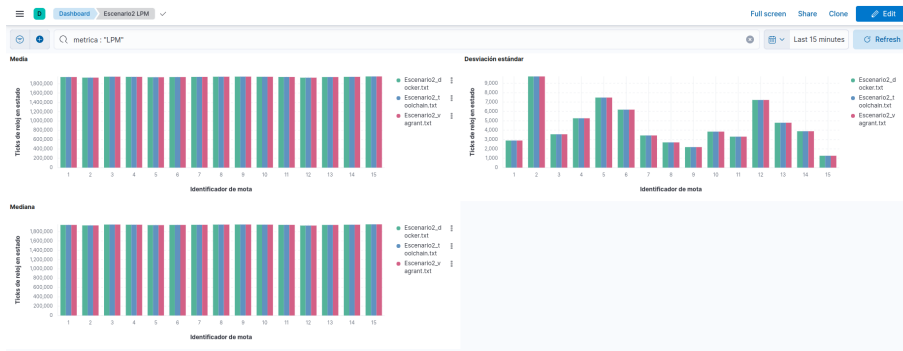 D Dashboard Escenario2 LPM Full screen Share Clone Edit
metrica : "LPM" Last 15 minutes Refresh
Media
Ticks de reloj en estado
1,800,000
1,600,000
1,400,000
1,200,000
1,000,000
800,000
600,000
400,000
200,000
0
1 2 3 4 5 6 7 8 9 10 11 12 13 14 15
Identificador de mota
Escenario2_d
ocker.txt
Escenario2_t
oolchain.txt
Escenario2_v
agrant.txt
Desviación estándar
Ticks de reloj en estado
9,000
8,000
7,000
6,000
5,000
4,000
3,000
2,000
1,000
0
1 2 3 4 5 6 7 8 9 10 11 12 13 14 15
Identificador de mota
Escenario2_d
ocker.txt
Escenario2_t
oolchain.txt
Escenario2_v
agrant.txt
Mediana
Ticks de reloj en estado
1,800,000
1,600,000
1,400,000
1,200,000
1,000,000
800,000
600,000
400,000
200,000
0
1 2 3 4 5 6 7 8 9 10 11 12 13 14 15
Identificador de mota
Escenario2_d
ocker.txt
Escenario2_t
oolchain.txt
Escenario2_v
agrant.txt